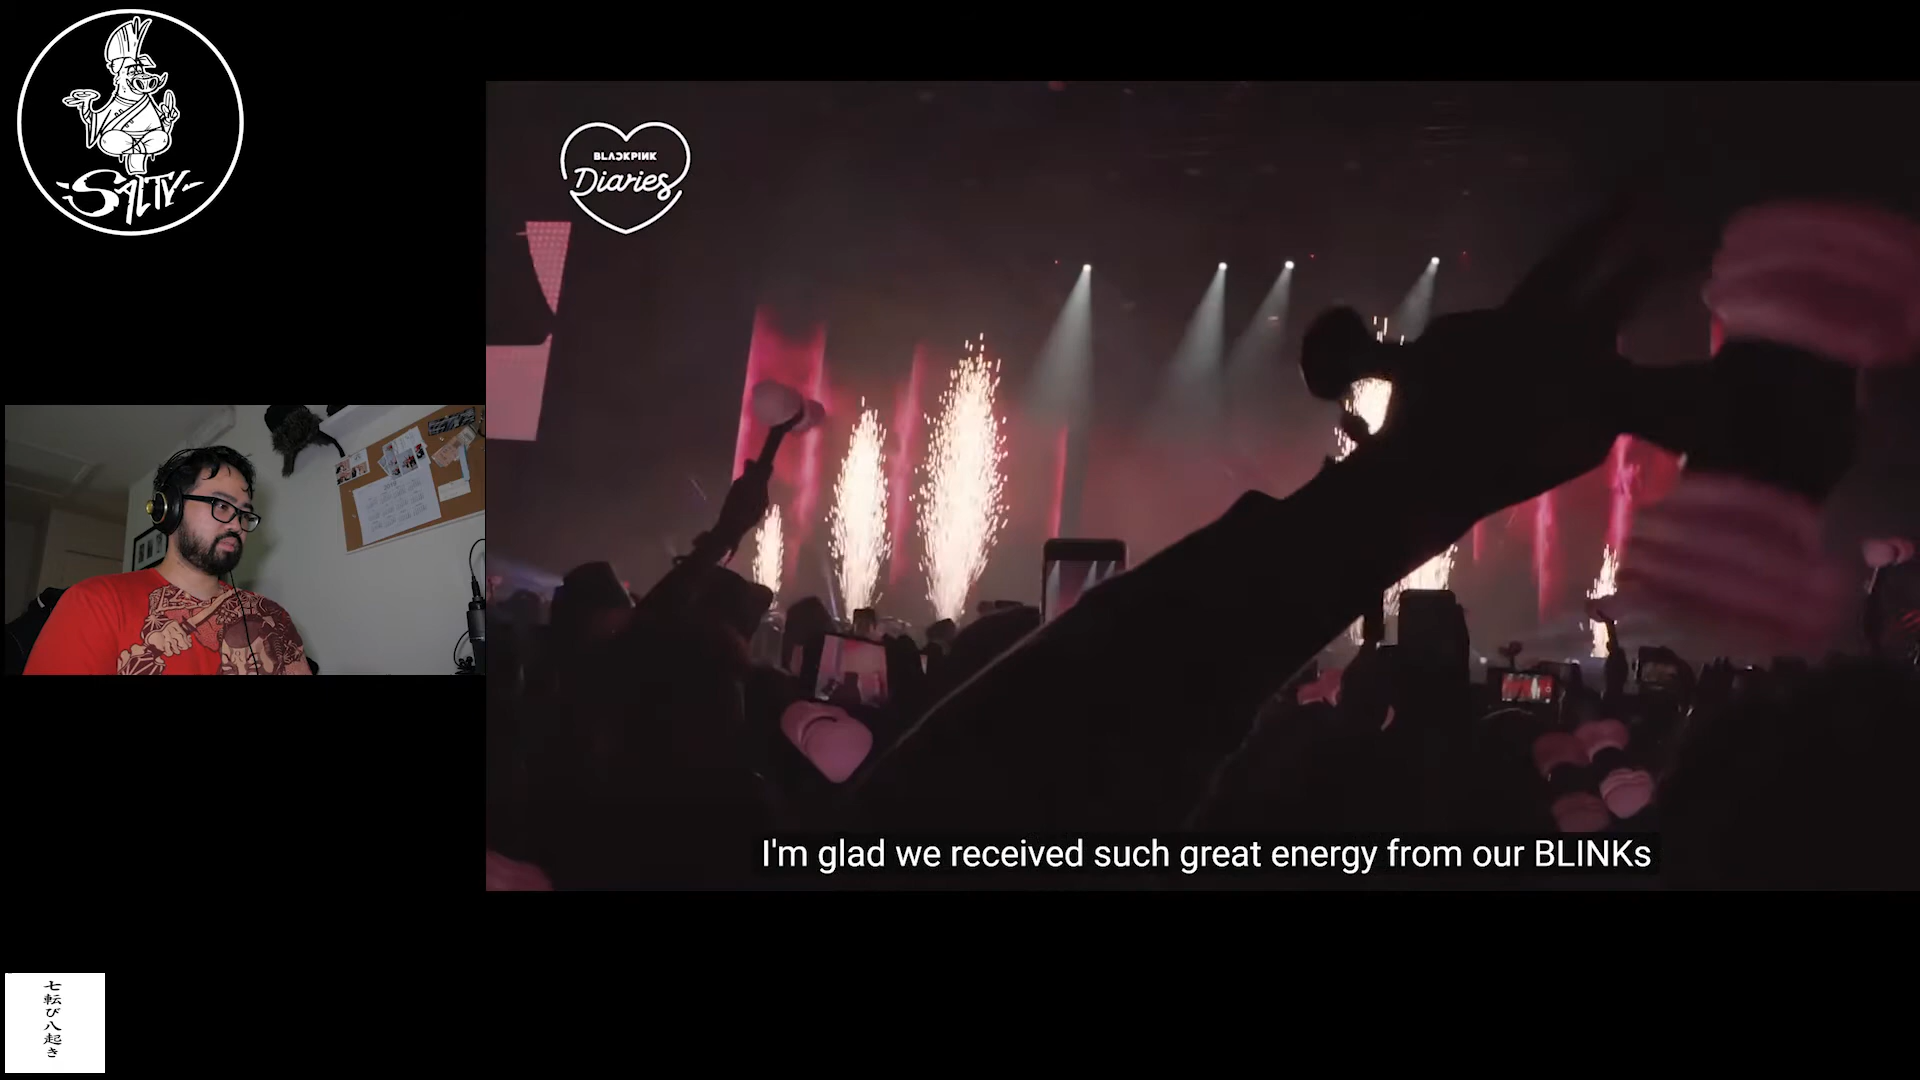 -SALTY-
BLACKPINK
Diaries
I'm glad we received such great energy from our BLINKs
七転び八起き